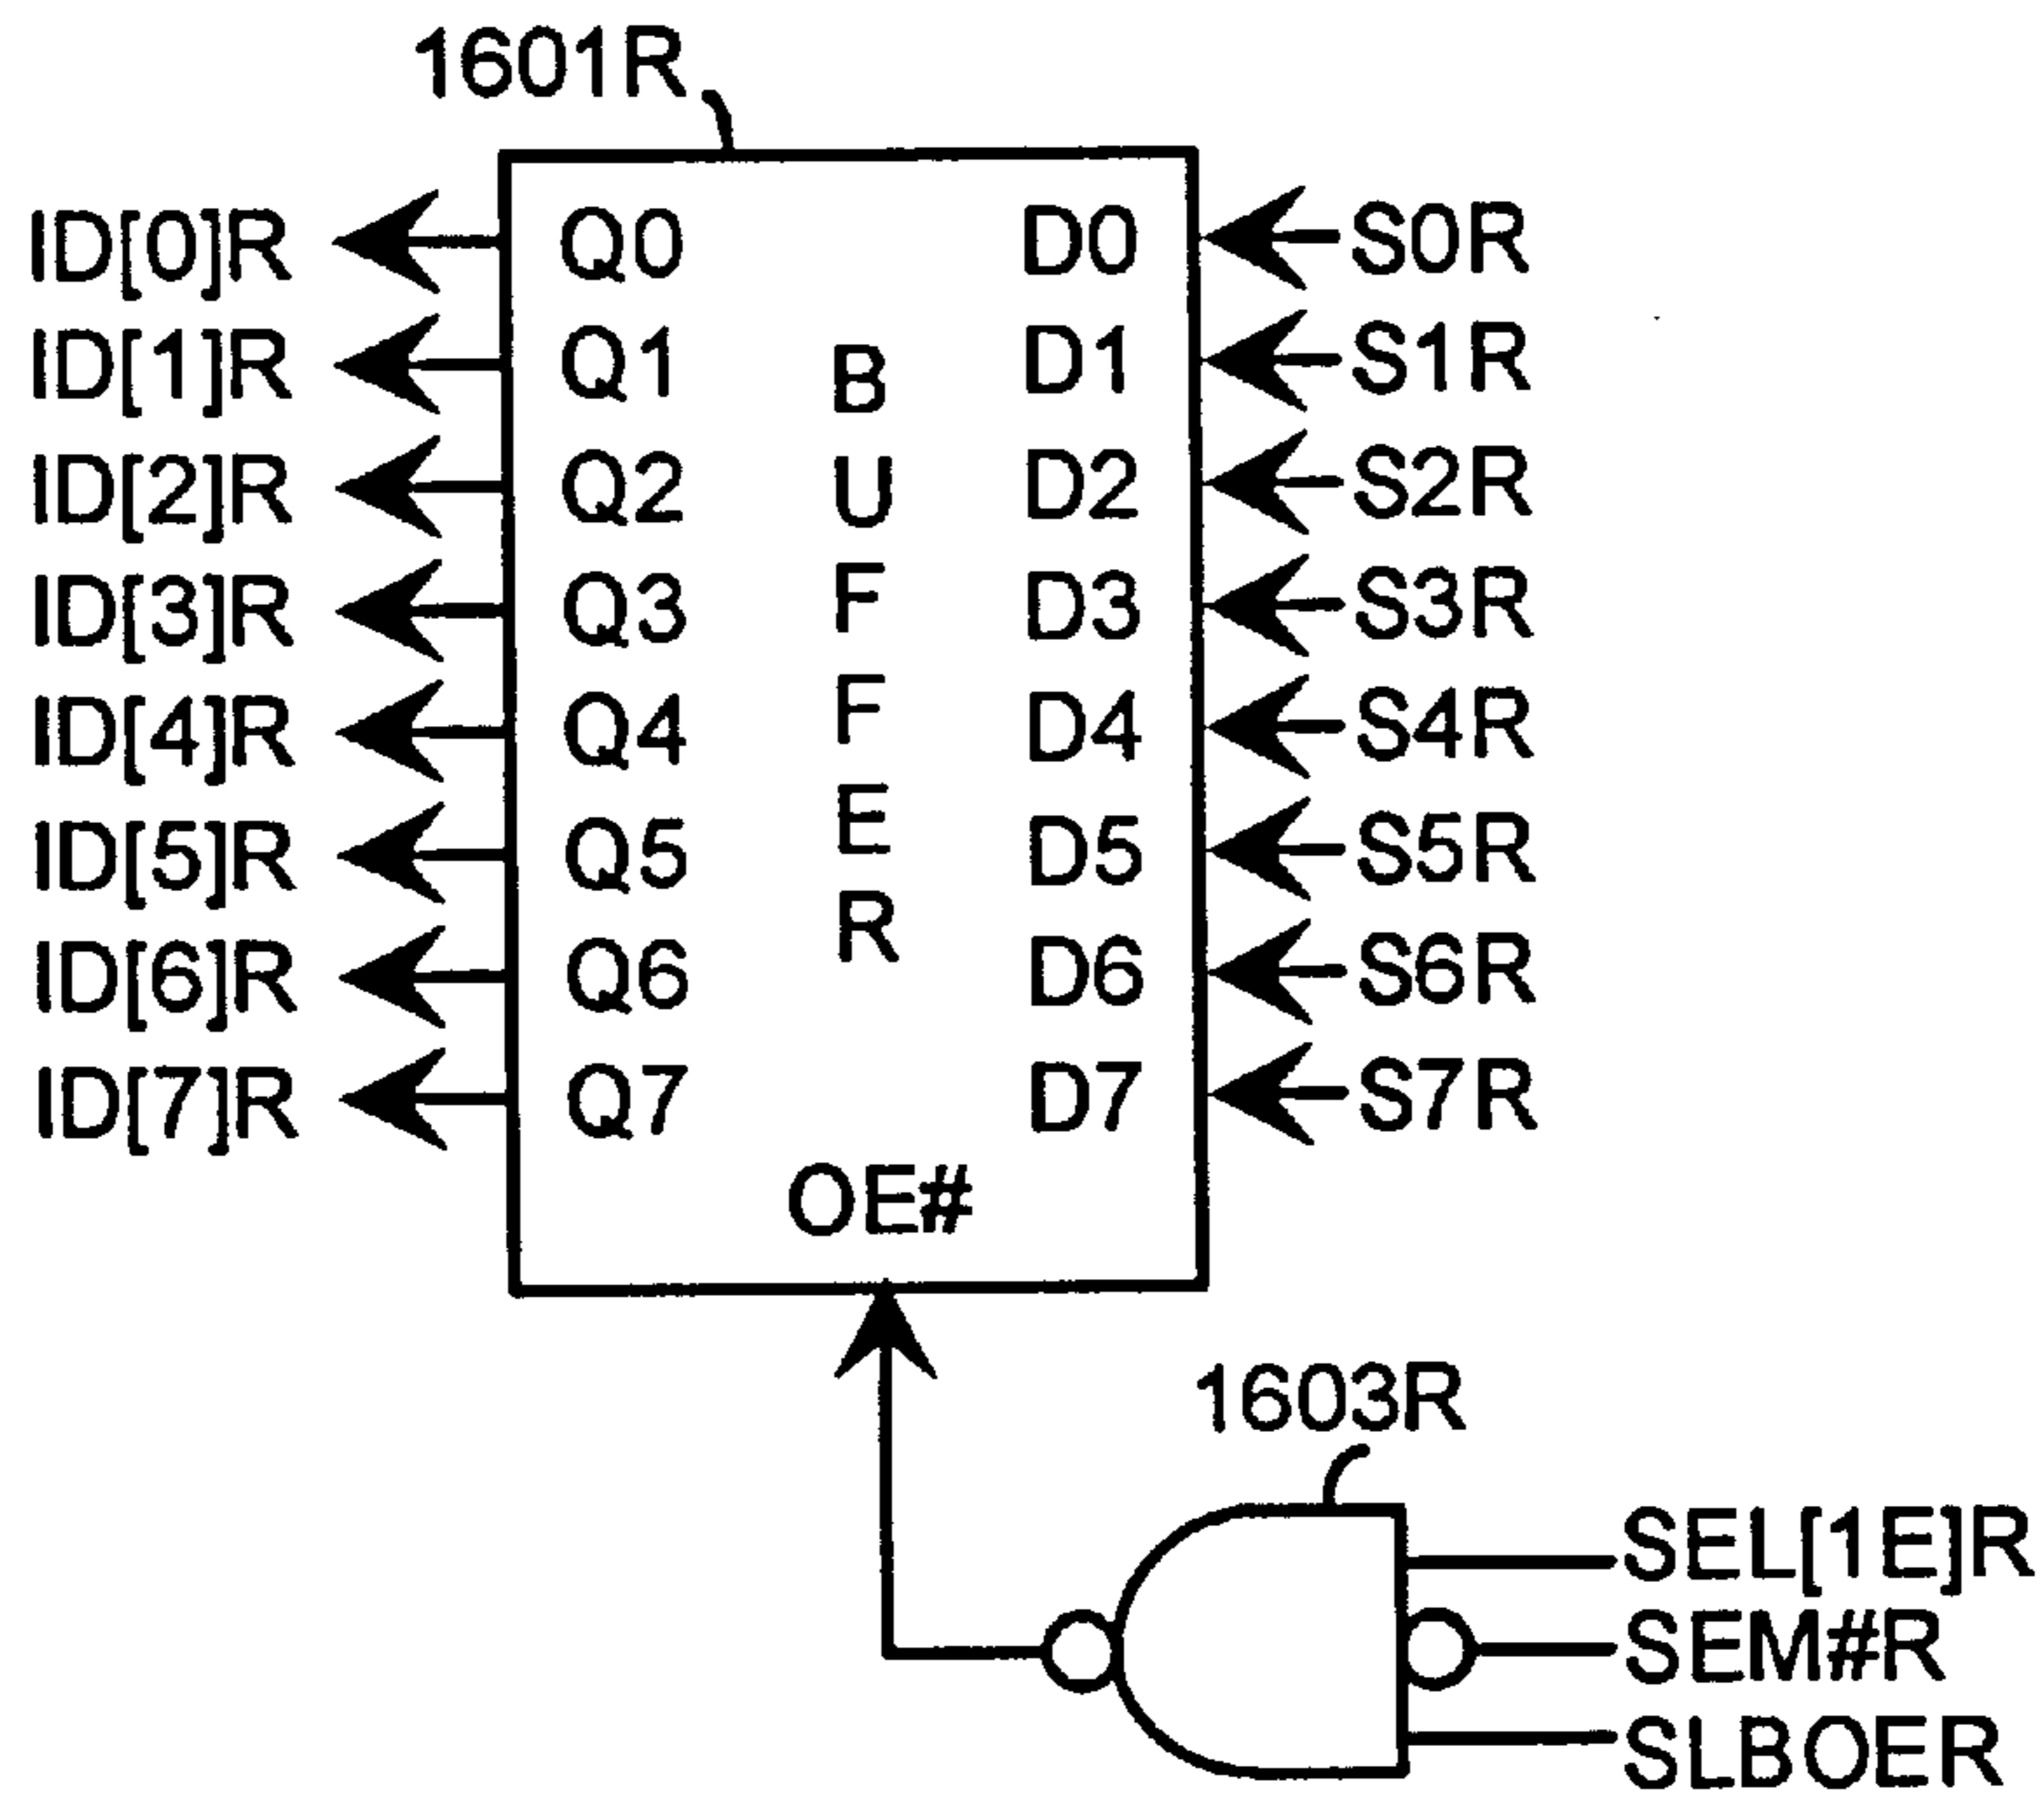 1601R
ID[0]R Q0 D0 S0R
ID[1]R Q1 D1 S1R
ID[2]R Q2 D2 S2R
ID[3]R Q3 D3 S3R
ID[4]R Q4 D4 S4R
ID[5]R Q5 D5 S5R
ID[6]R Q6 D6 S6R
ID[7]R Q7 D7 S7R
BUFFER
OE#
1603R
SEL[1E]R
SEM#R
SLBOER